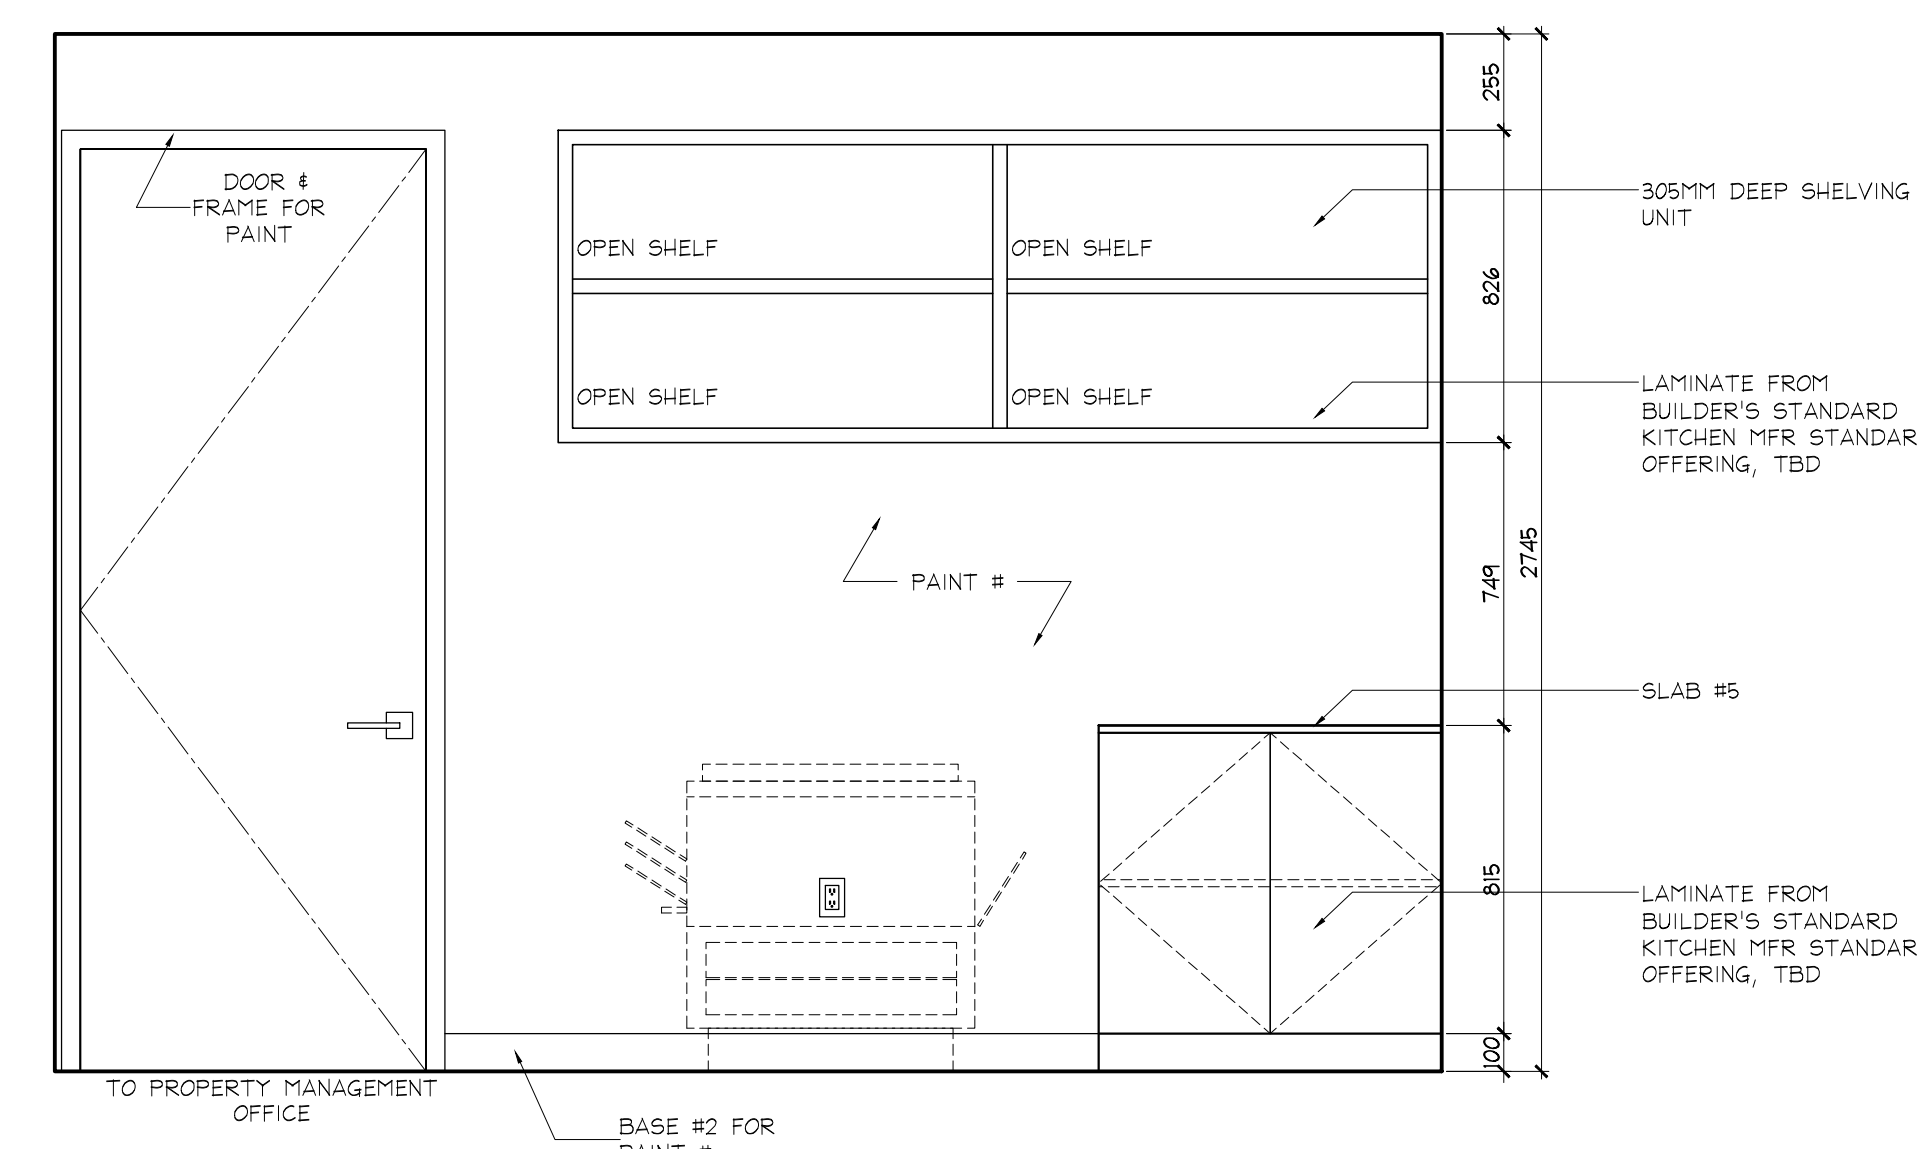 255
DOOR &
FRAME FOR
PAINT
305MM DEEP SHELVING
UNIT
OPEN SHELF
OPEN SHELF
826
LAMINATE FROM
BUILDER'S STANDARD
KITCHEN MFR STANDAR
OFFERING, TBD
OPEN SHELF
OPEN SHELF
PAINT #
749
2745
SLAB #5
815
LAMINATE FROM
BUILDER'S STANDARD
KITCHEN MFR STANDAR
OFFERING, TBD
100
TO PROPERTY MANAGEMENT
OFFICE
BASE #2 FOR
PAINT #